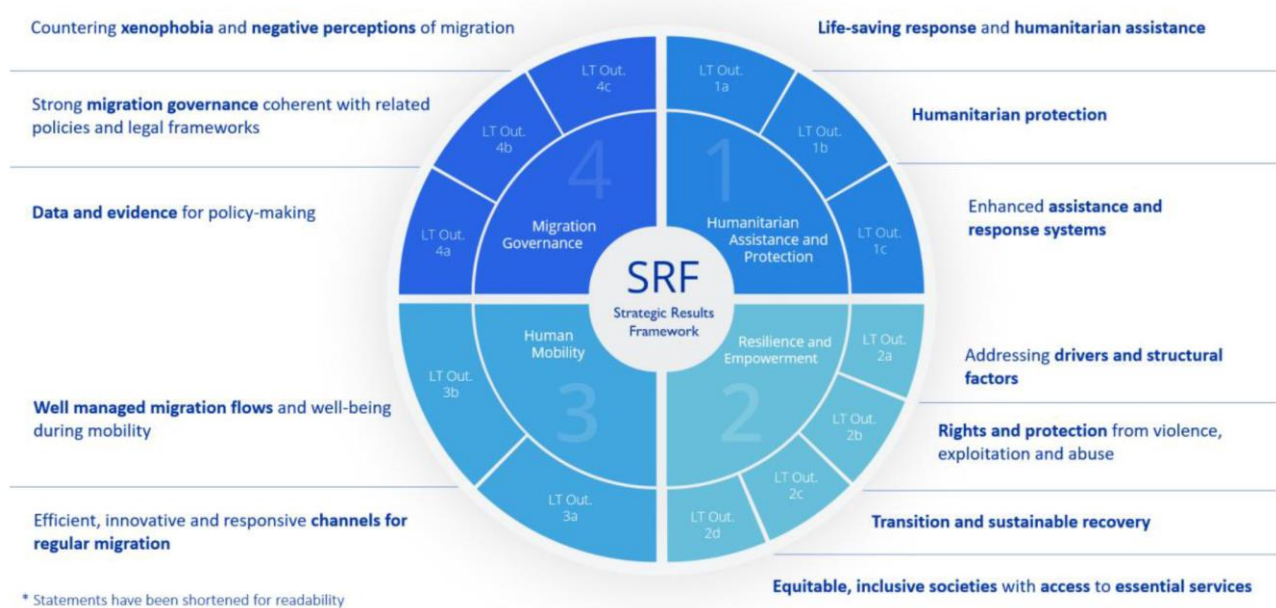 Countering xenophobia and negative perceptions of migration
Strong migration governance coherent with related
policies and legal frameworks
Data and evidence for policy-making
Well managed migration flows and well-being
during mobility
Efficient, innovative and responsive channels for
regular migration
* Statements have been shortened for readability
LT Out.
4c
LT Out.
4b
LT Out.
4a
4
Migration
Governance
LT Out.
1a
LT Out.
1b
LT Out.
1c
1
Humanitarian
Assistance and
Protection
SRF
Strategic Results
Framework
Human
Mobility
3
LT Out.
3b
LT Out.
3a
Resilience and
Empowerment
2
LT Out.
2a
LT Out.
2b
LT Out.
2c
LT Out.
2d
Life-saving response and humanitarian assistance
Humanitarian protection
Enhanced assistance and
response systems
Addressing drivers and structural
factors
Rights and protection from violence,
exploitation and abuse
Transition and sustainable recovery
Equitable, inclusive societies with access to essential services